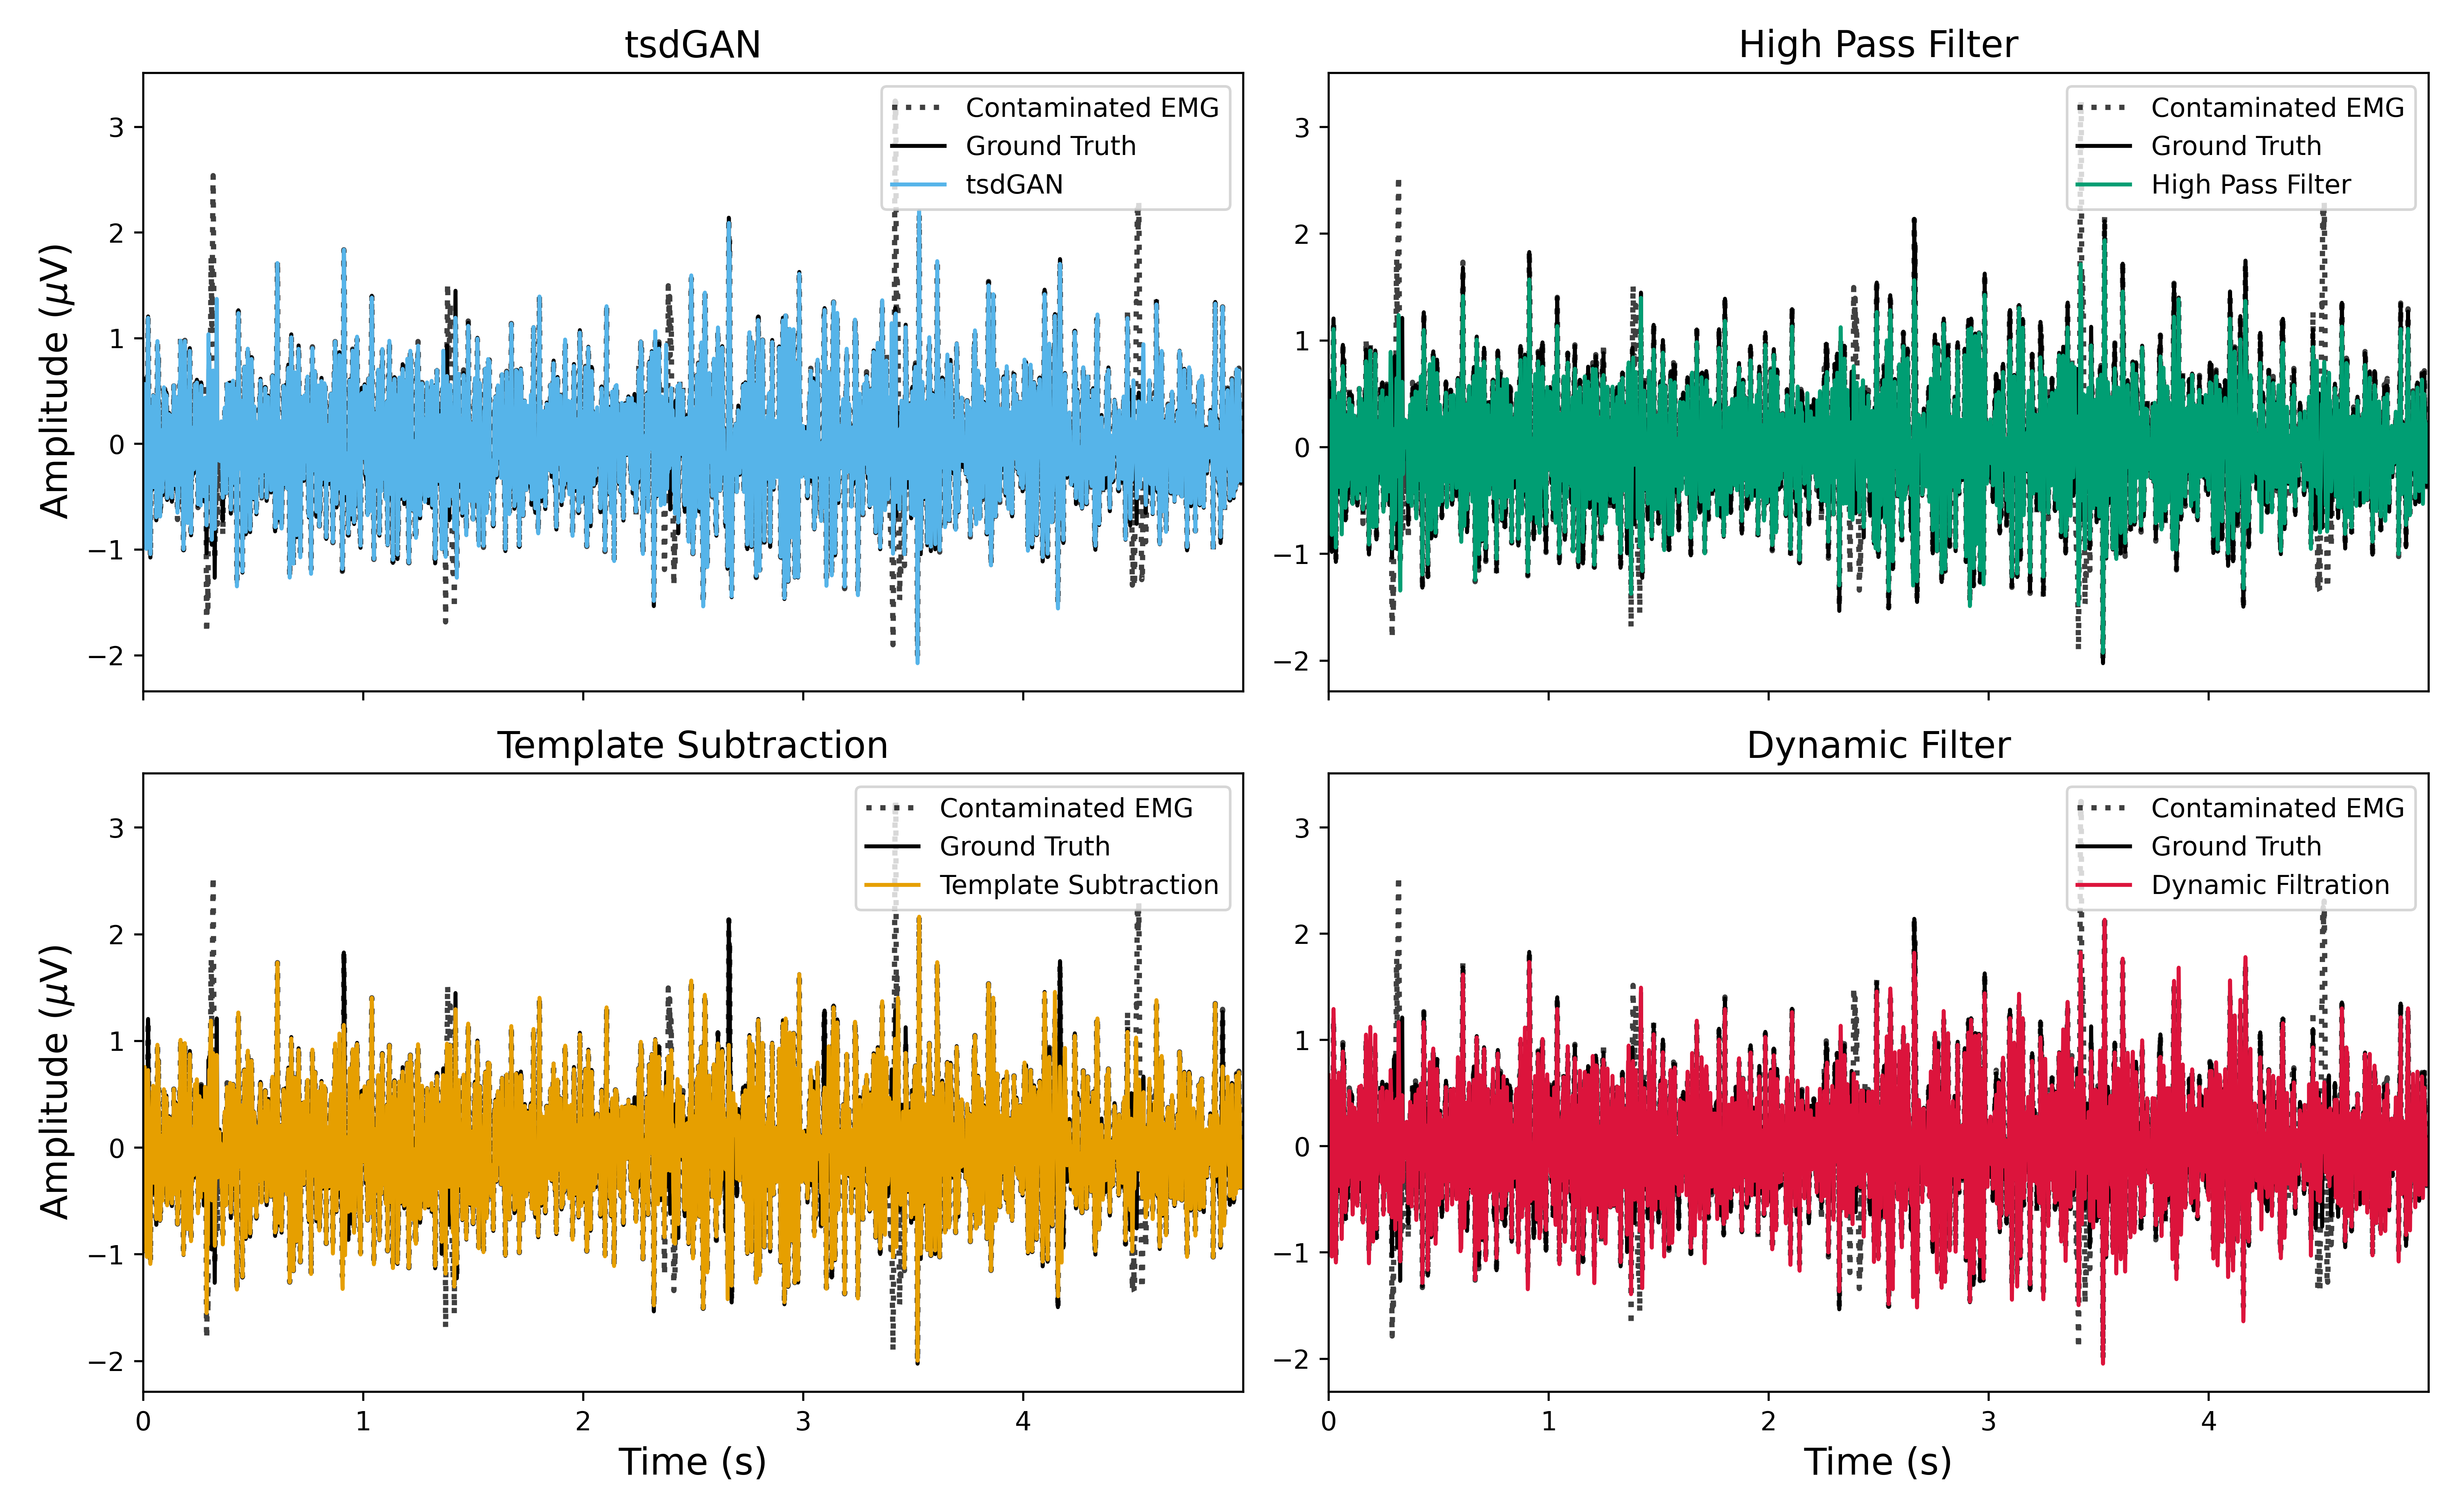 tsdGAN
Contaminated EMG
Ground Truth
tsdGAN
Amplitude (μV)
3
2
1
0
−1
−2
High Pass Filter
Contaminated EMG
Ground Truth
High Pass Filter
3
2
1
0
−1
−2
Template Subtraction
Contaminated EMG
Ground Truth
Template Subtraction
Amplitude (μV)
3
2
1
0
−1
−2
0 1 2 3 4
Time (s)
Dynamic Filter
Contaminated EMG
Ground Truth
Dynamic Filtration
3
2
1
0
−1
−2
0 1 2 3 4
Time (s)